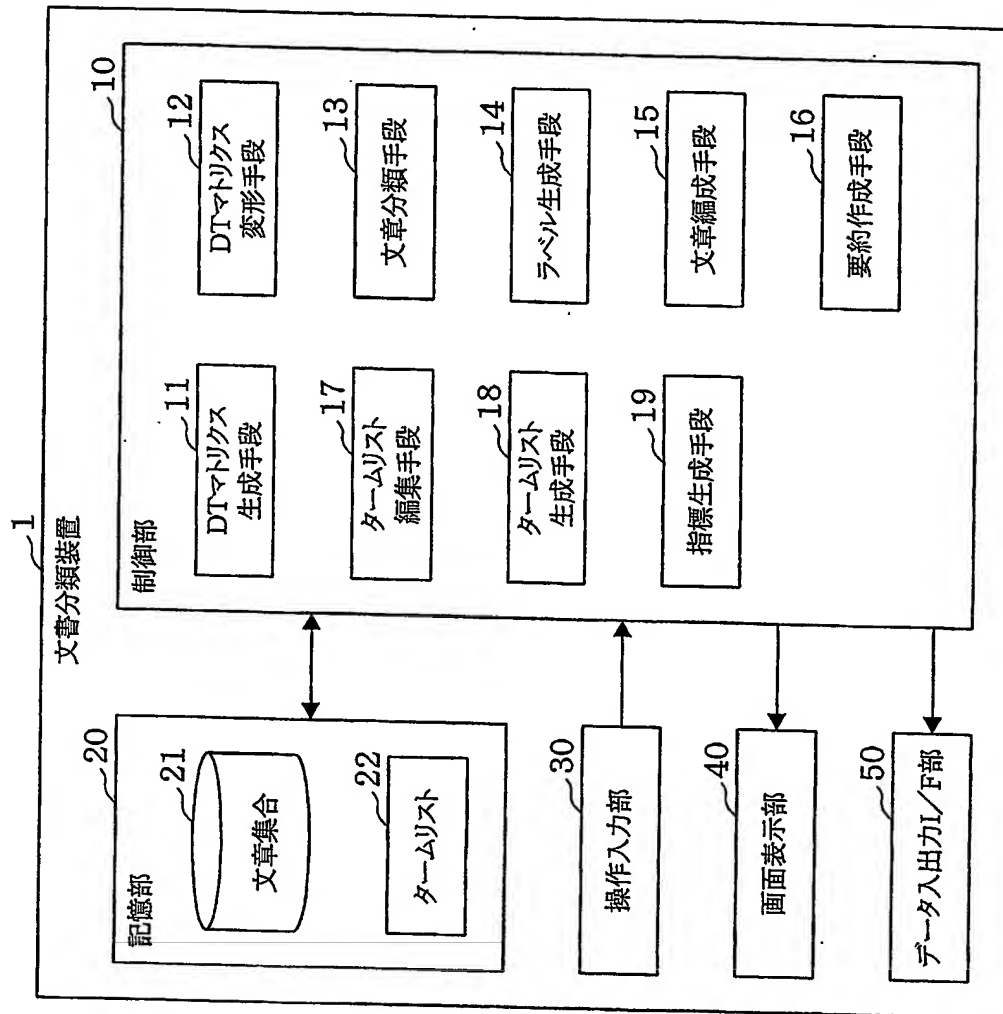 1
文書分類装置
20
記憶部
21
文章集合
22
タームリスト
30
操作入力部
40
画面表示部
50
データ入出力I/F部
10
制御部
11
DTマトリクス
生成手段
12
DTマトリクス
変形手段
17
タームリスト
編集手段
13
文章分類手段
18
タームリスト
生成手段
14
ラベル生成手段
19
指標生成手段
15
文章編成手段
16
要約作成手段